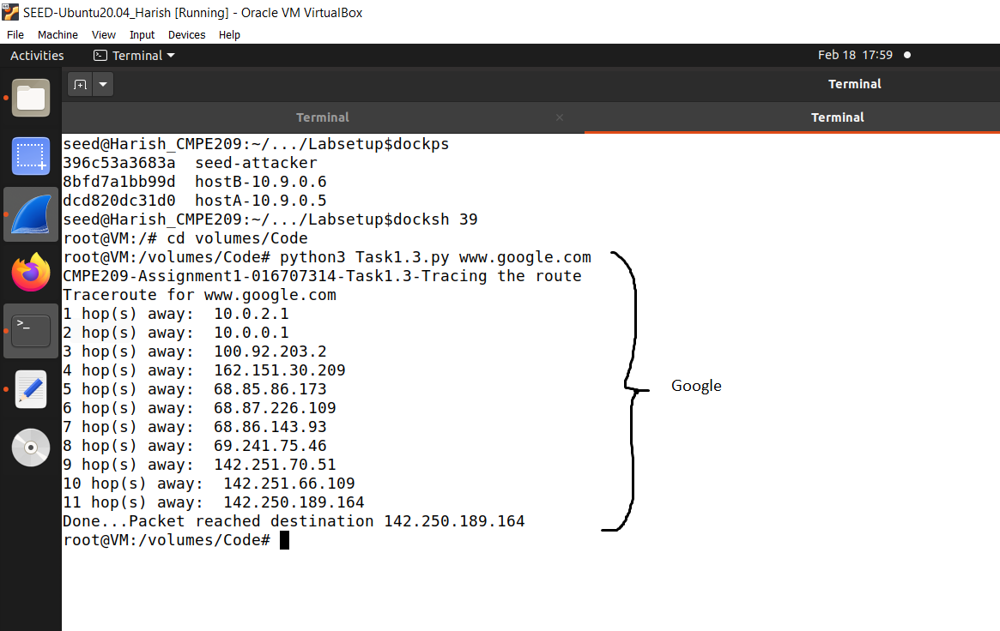 SEED-Ubuntu20.04_Harish [Running] - Oracle VM VirtualBox
File Machine View Input Devices Help
Activities Terminal Feb 18 17:59
Terminal
Terminal Terminal
seed@Harish_CMPE209:~/.../Labsetup$dockps
396c53a3683a  seed-attacker
8bfd7a1bb99d  hostB-10.9.0.6
dcd820dc31d0  hostA-10.9.0.5
seed@Harish_CMPE209:~/.../Labsetup$docksh 39
root@VM:/# cd volumes/Code
root@VM:/volumes/Code# python3 Task1.3.py www.google.com
CMPE209-Assignment1-016707314-Task1.3-Tracing the route
Traceroute for www.google.com
1 hop(s) away:  10.0.2.1
2 hop(s) away:  10.0.0.1
3 hop(s) away:  100.92.203.2
4 hop(s) away:  162.151.30.209
5 hop(s) away:  68.85.86.173
6 hop(s) away:  68.87.226.109
7 hop(s) away:  68.86.143.93
8 hop(s) away:  69.241.75.46
9 hop(s) away:  142.251.70.51
10 hop(s) away:  142.251.66.109
11 hop(s) away:  142.250.189.164
Done...Packet reached destination 142.250.189.164
root@VM:/volumes/Code#
Google